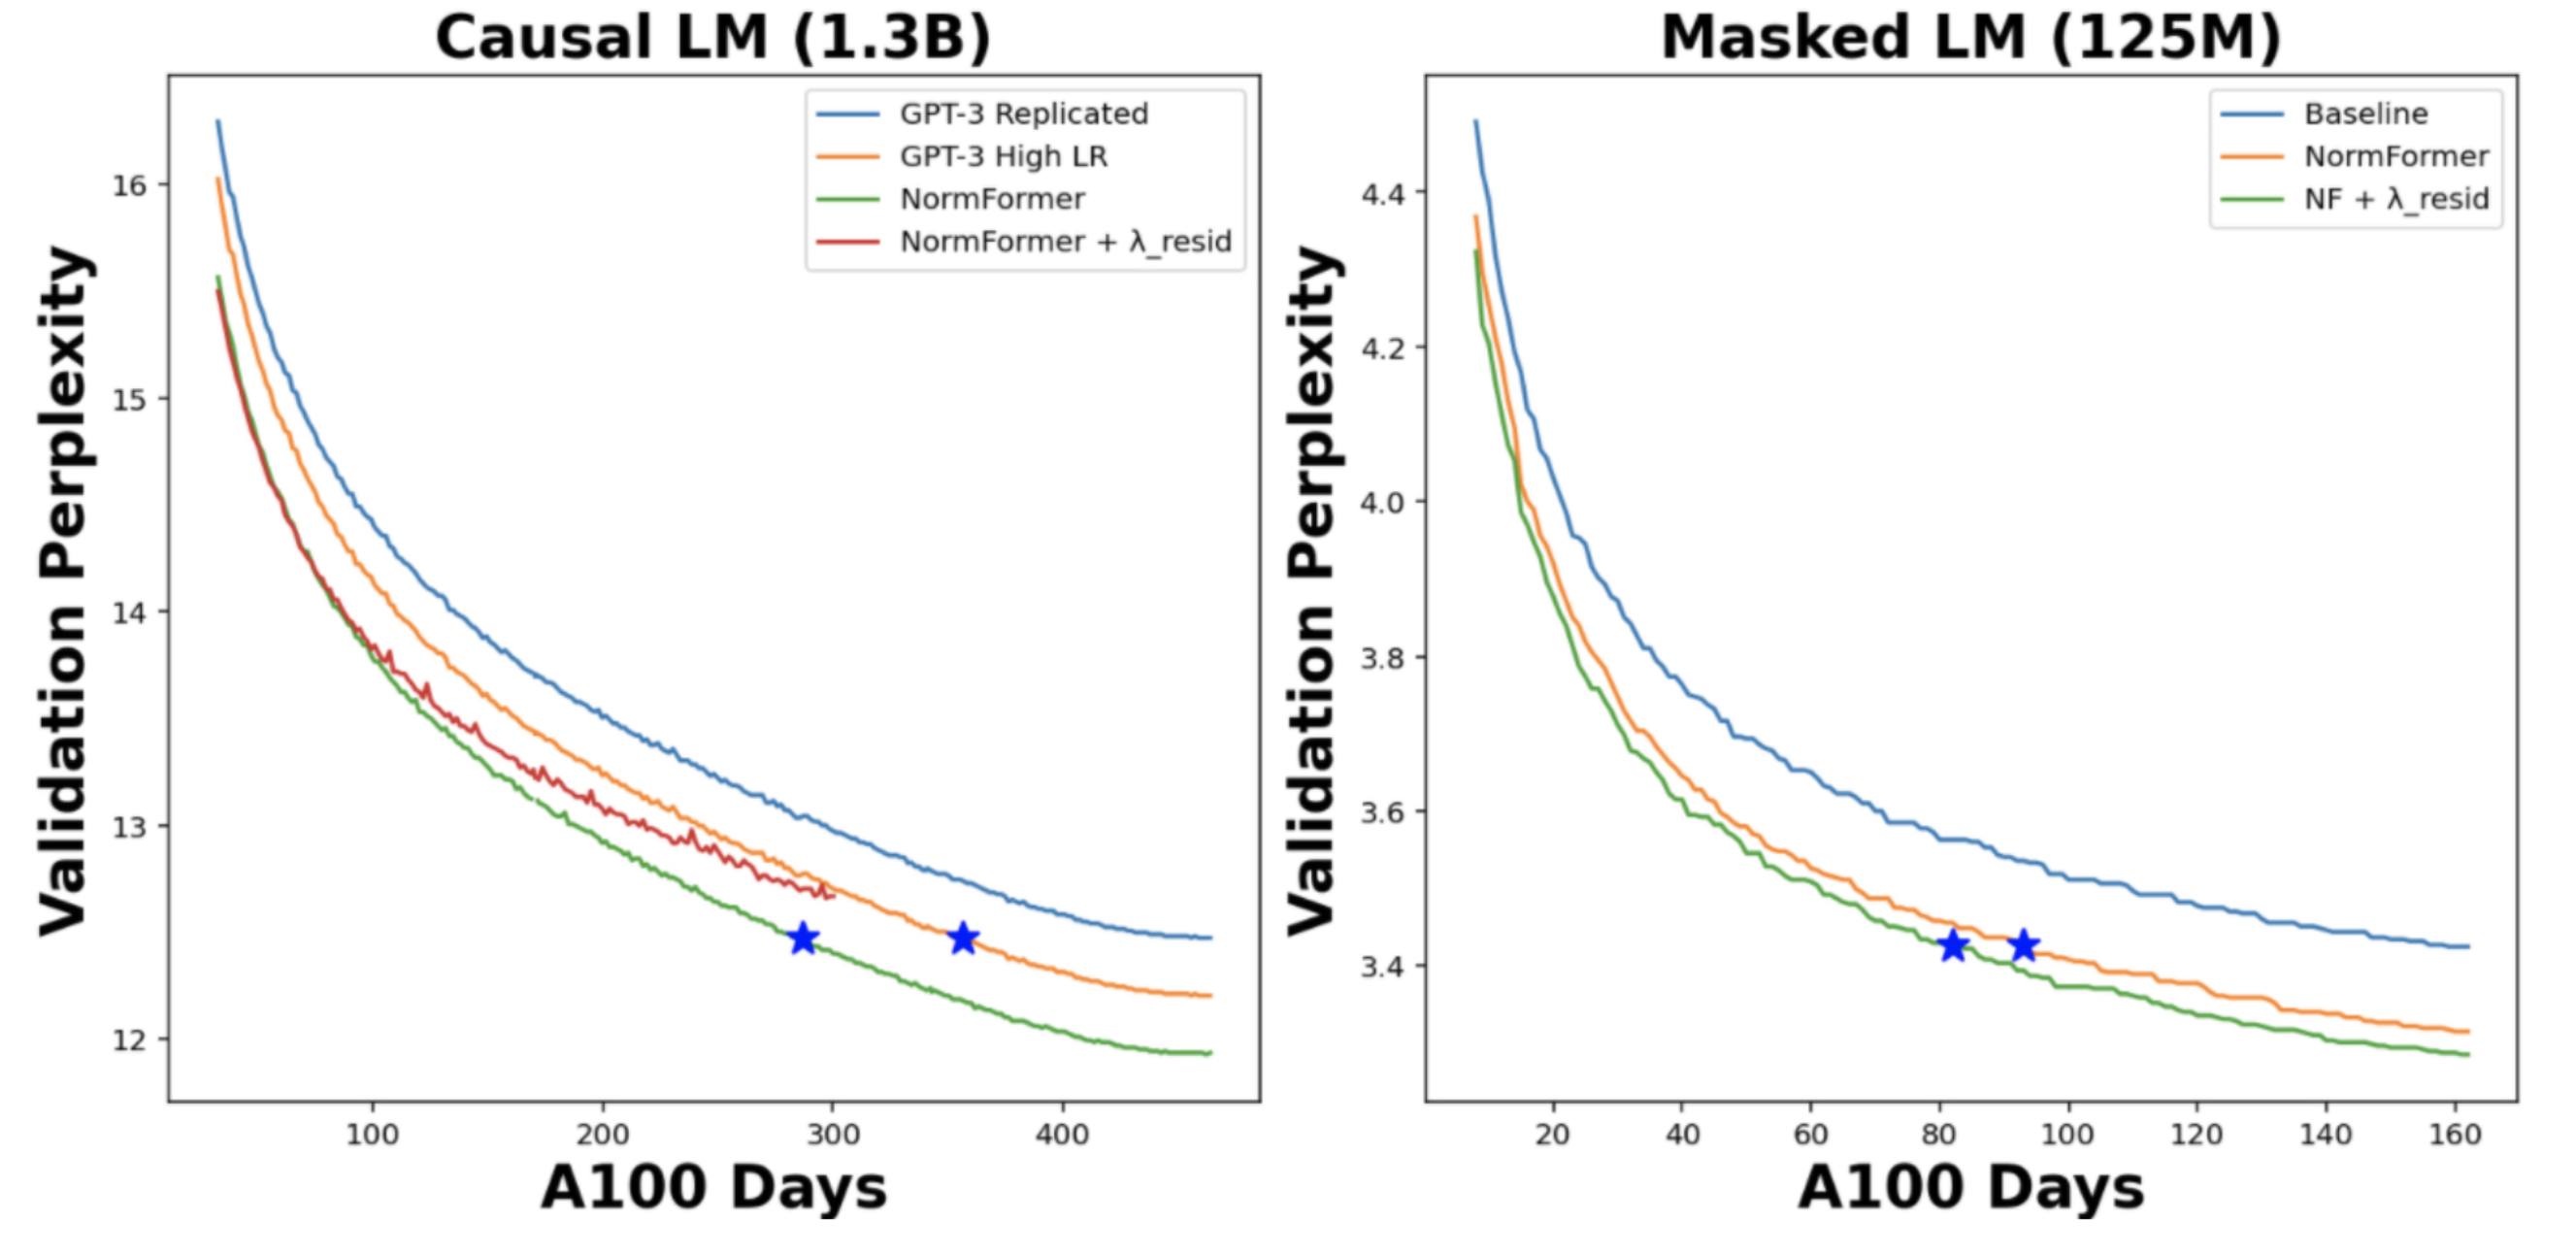 Causal LM (1.3B)
GPT-3 Replicated
GPT-3 High LR
NormFormer
NormFormer + λ_resid
Validation Perplexity
16
15
14
13
12
100 200 300 400
A100 Days
Masked LM (125M)
Baseline
NormFormer
NF + λ_resid
Validation Perplexity
4.4
4.2
4.0
3.8
3.6
3.4
20 40 60 80 100 120 140 160
A100 Days